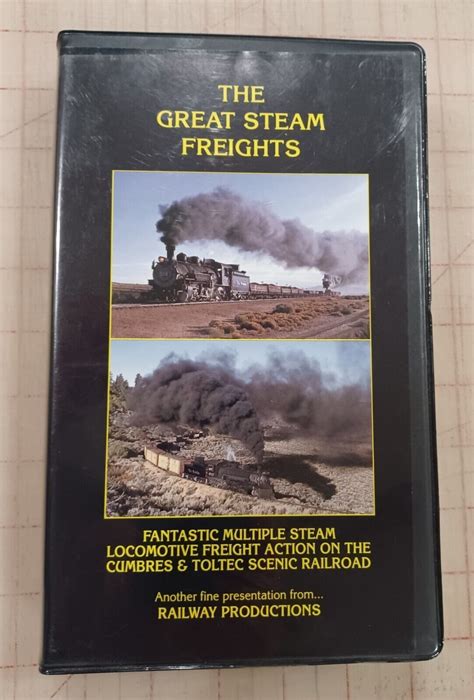 THE
GREAT STEAM
FREIGHTS
FANTASTIC MULTIPLE STEAM
LOCOMOTIVE FREIGHT ACTION ON THE
CUMBRES & TOLTEC SCENIC RAILROAD
Another fine presentation from...
RAILWAY PRODUCTIONS